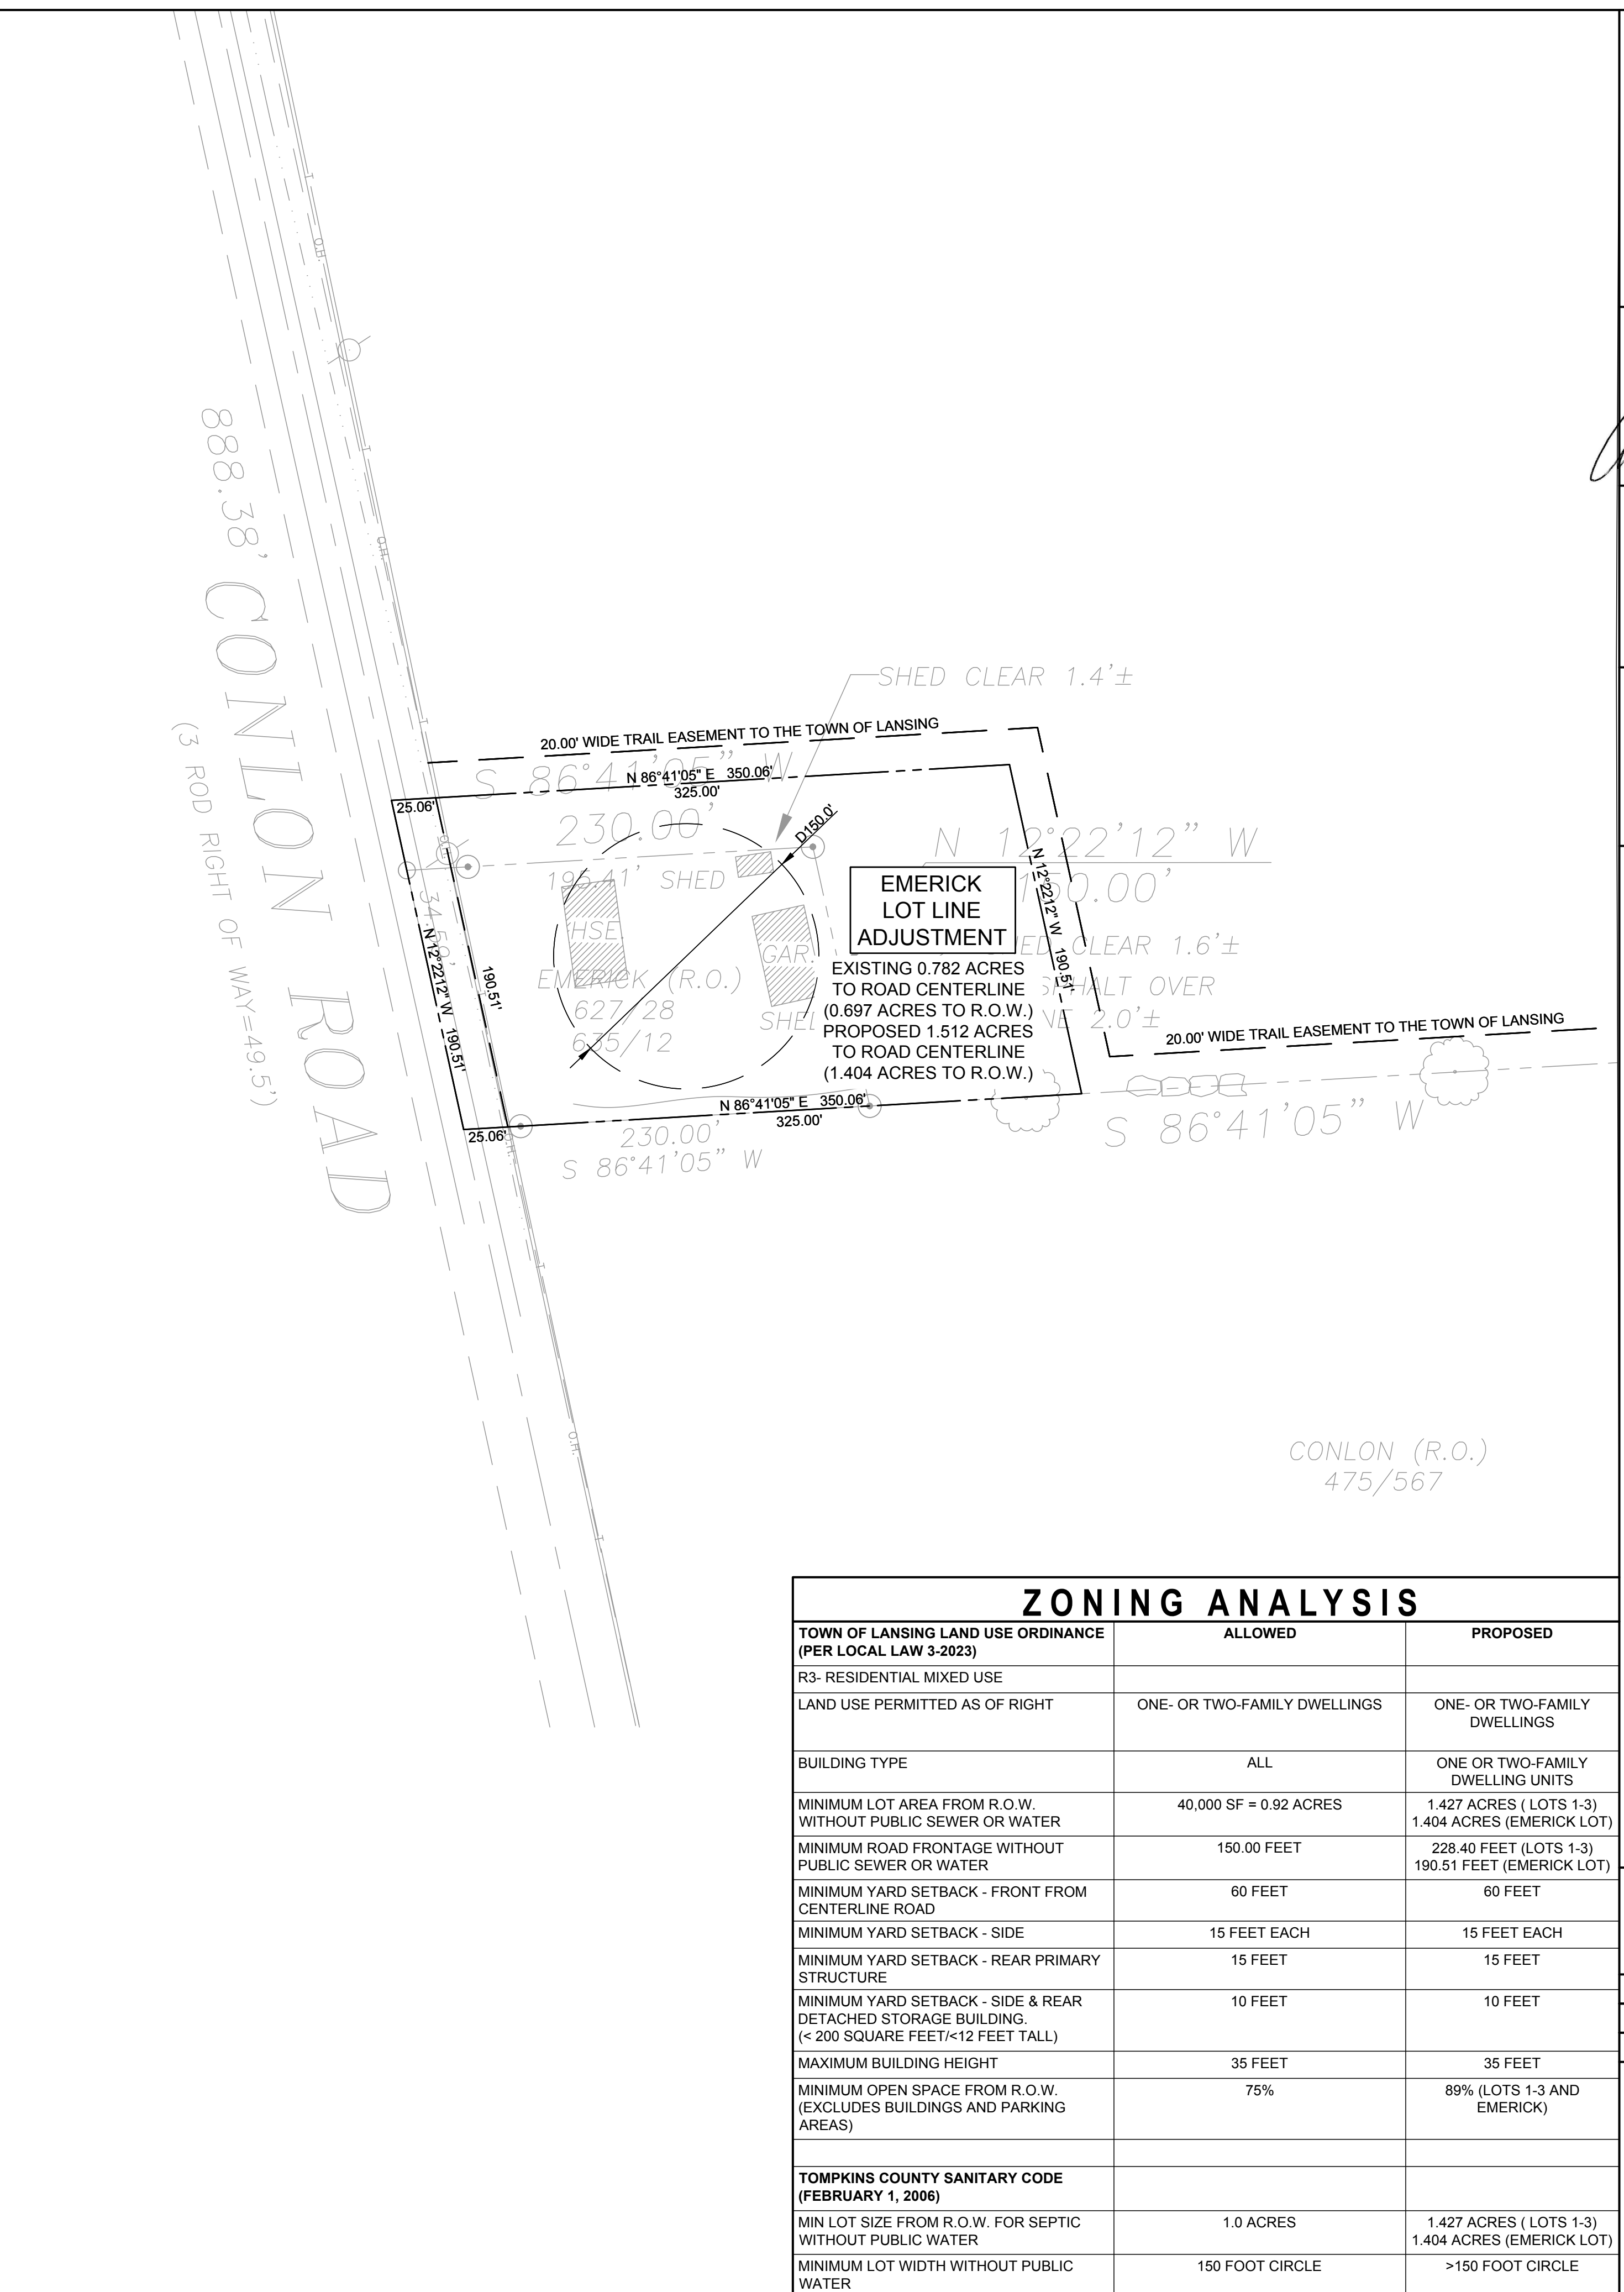 888.38' CONLON ROAD
(3 ROD RIGHT OF WAY=49.5')
T
O.H.
T
O.H.
T
SHED CLEAR 1.4'±
20.00' WIDE TRAIL EASEMENT TO THE TOWN OF LANSING
S 86°41'05" W
N 86°41'05" E 350.06'
325.00'
25.06'
230.00'
D150.0'
196.41' SHED
N 12°22'12" W
150.00'
N 12°2212" W 190.51'
34.59'
N 12°2212" W 190.51'
190.51'
HSE.
GAR.
EMERICK (R.O.)
627/28
635/12
EMERICK
LOT LINE
ADJUSTMENT
CLEAR 1.6'±
OVER
2.0'±
EXISTING 0.782 ACRES
TO ROAD CENTERLINE
(0.697 ACRES TO R.O.W.)
PROPOSED 1.512 ACRES
TO ROAD CENTERLINE
(1.404 ACRES TO R.O.W.)
20.00' WIDE TRAIL EASEMENT TO THE TOWN OF LANSING
N 86°41'05" E 350.06'
325.00'
25.06'
230.00'
S 86°41'05" W
S 86°41'05" W
O.H.
T
O.H.
T
CONLON (R.O.)
475/567
ZONING ANALYSIS
TOWN OF LANSING LAND USE ORDINANCE
(PER LOCAL LAW 3-2023)
ALLOWED
PROPOSED
R3- RESIDENTIAL MIXED USE
LAND USE PERMITTED AS OF RIGHT
ONE- OR TWO-FAMILY DWELLINGS
ONE- OR TWO-FAMILY
DWELLINGS
BUILDING TYPE
ALL
ONE OR TWO-FAMILY
DWELLING UNITS
MINIMUM LOT AREA FROM R.O.W.
WITHOUT PUBLIC SEWER OR WATER
40,000 SF = 0.92 ACRES
1.427 ACRES ( LOTS 1-3)
1.404 ACRES (EMERICK LOT)
MINIMUM ROAD FRONTAGE WITHOUT
PUBLIC SEWER OR WATER
150.00 FEET
228.40 FEET (LOTS 1-3)
190.51 FEET (EMERICK LOT)
MINIMUM YARD SETBACK - FRONT FROM
CENTERLINE ROAD
60 FEET
60 FEET
MINIMUM YARD SETBACK - SIDE
15 FEET EACH
15 FEET EACH
MINIMUM YARD SETBACK - REAR PRIMARY
STRUCTURE
15 FEET
15 FEET
MINIMUM YARD SETBACK - SIDE & REAR
DETACHED STORAGE BUILDING.
(< 200 SQUARE FEET/<12 FEET TALL)
10 FEET
10 FEET
MAXIMUM BUILDING HEIGHT
35 FEET
35 FEET
MINIMUM OPEN SPACE FROM R.O.W.
(EXCLUDES BUILDINGS AND PARKING
AREAS)
75%
89% (LOTS 1-3 AND
EMERICK)
TOMPKINS COUNTY SANITARY CODE
(FEBRUARY 1, 2006)
MIN LOT SIZE FROM R.O.W. FOR SEPTIC
WITHOUT PUBLIC WATER
1.0 ACRES
1.427 ACRES ( LOTS 1-3)
1.404 ACRES (EMERICK LOT)
MINIMUM LOT WIDTH WITHOUT PUBLIC
WATER
150 FOOT CIRCLE
>150 FOOT CIRCLE